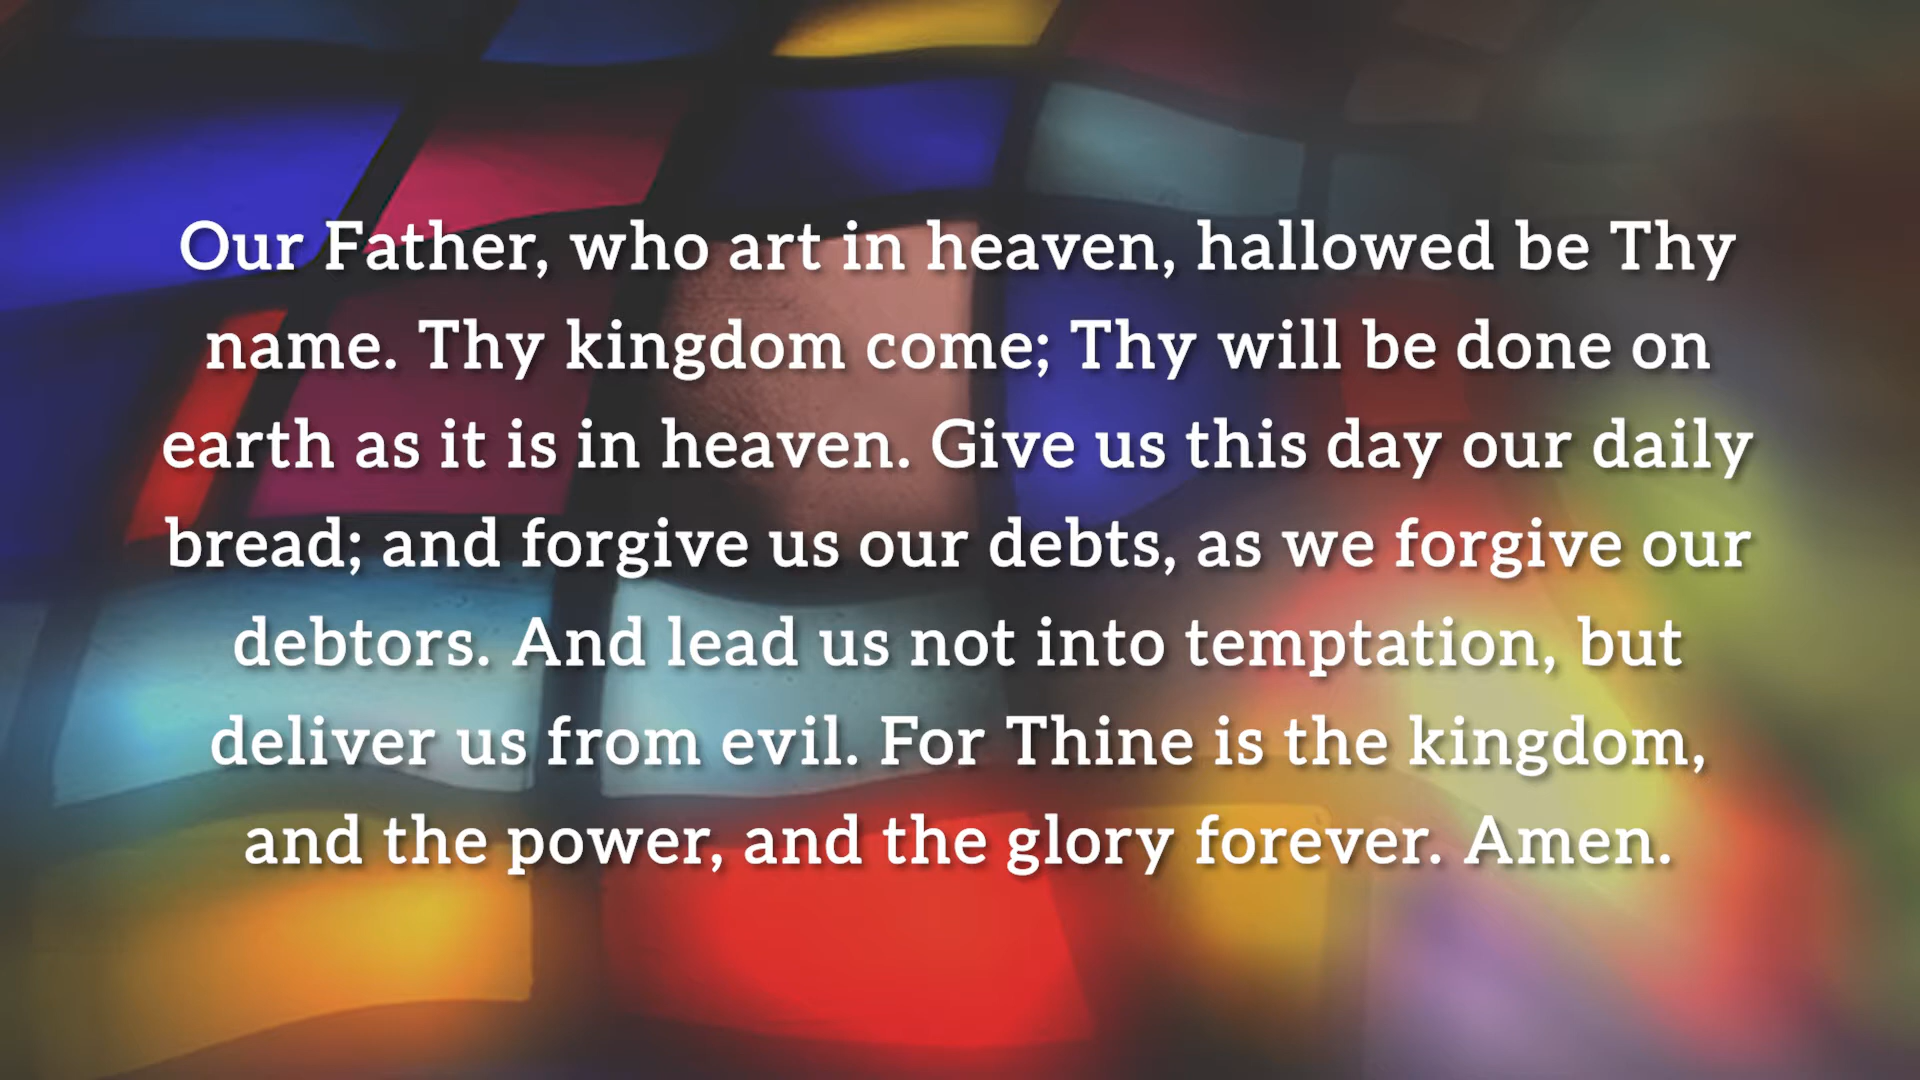 Our Father, who art in heaven, hallowed be Thy
name. Thy kingdom come; Thy will be done on
earth as it is in heaven. Give us this day our daily
bread; and forgive us our debts, as we forgive our
debtors. And lead us not into temptation, but
deliver us from evil. For Thine is the kingdom,
and the power, and the glory forever. Amen.